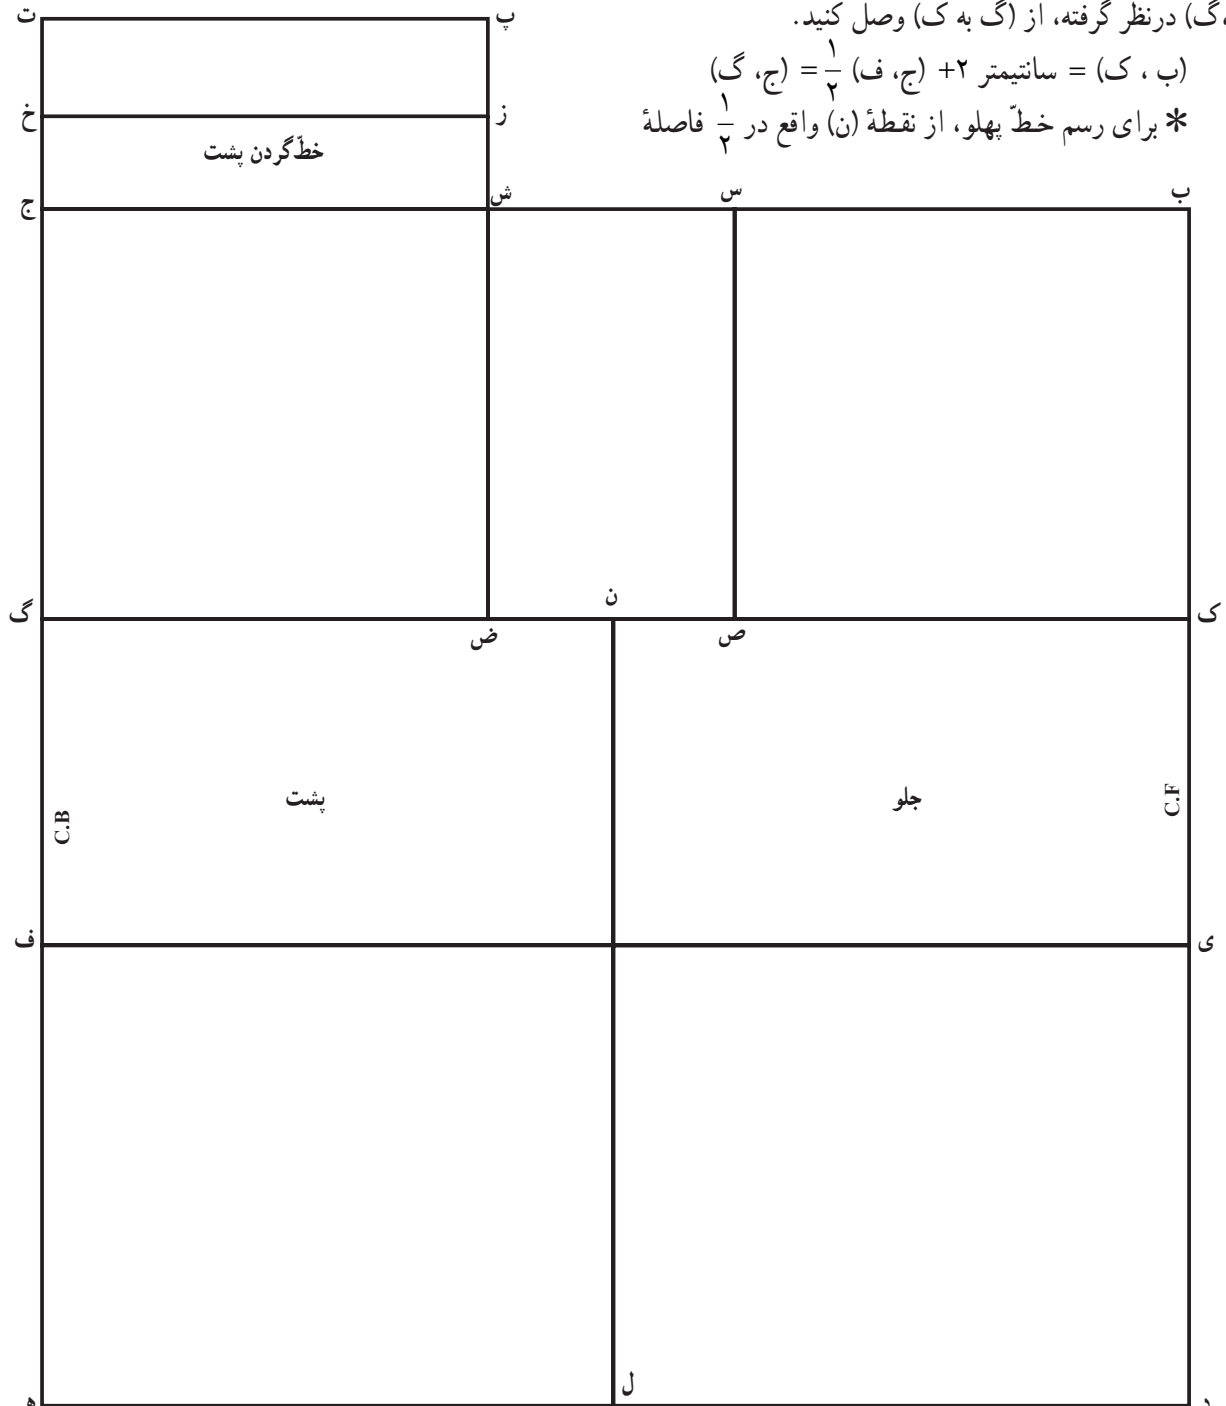 گ) درنظر گرفته، از (گ به ک) وصل کنید.
(ب ، ک) = سانتیمتر ۲+ (ج، ف) ۱/۲ = (ج، گ)
* برای رسم خطّ پهلو، از نقطهٔ (ن) واقع در ۱/۲ فاصلهٔ
پ
ت
ز
خ
خطّ گردن پشت
ب
س
ش
ج
ن
ک
ص
ض
گ
جلو
پشت
C.F
C.B
ی
ف
ل